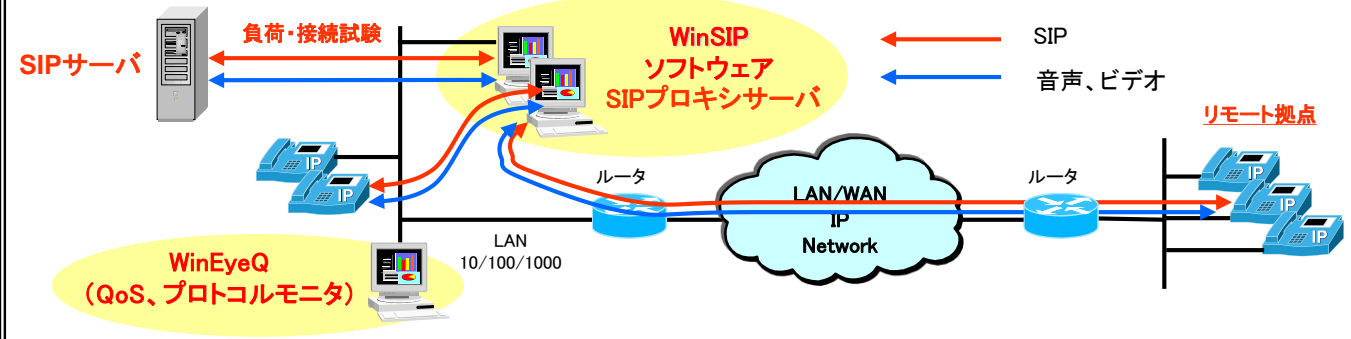 SIPサーバ
負荷・接続試験
WinSIP
ソフトウェア
SIPプロキシサーバ
SIP
音声、ビデオ
リモート拠点
IP
IP
ルータ
LAN/WAN
IP
Network
ルータ
IP
IP
IP
LAN
10/100/1000
WinEyeQ
（QoS、プロトコルモニタ）